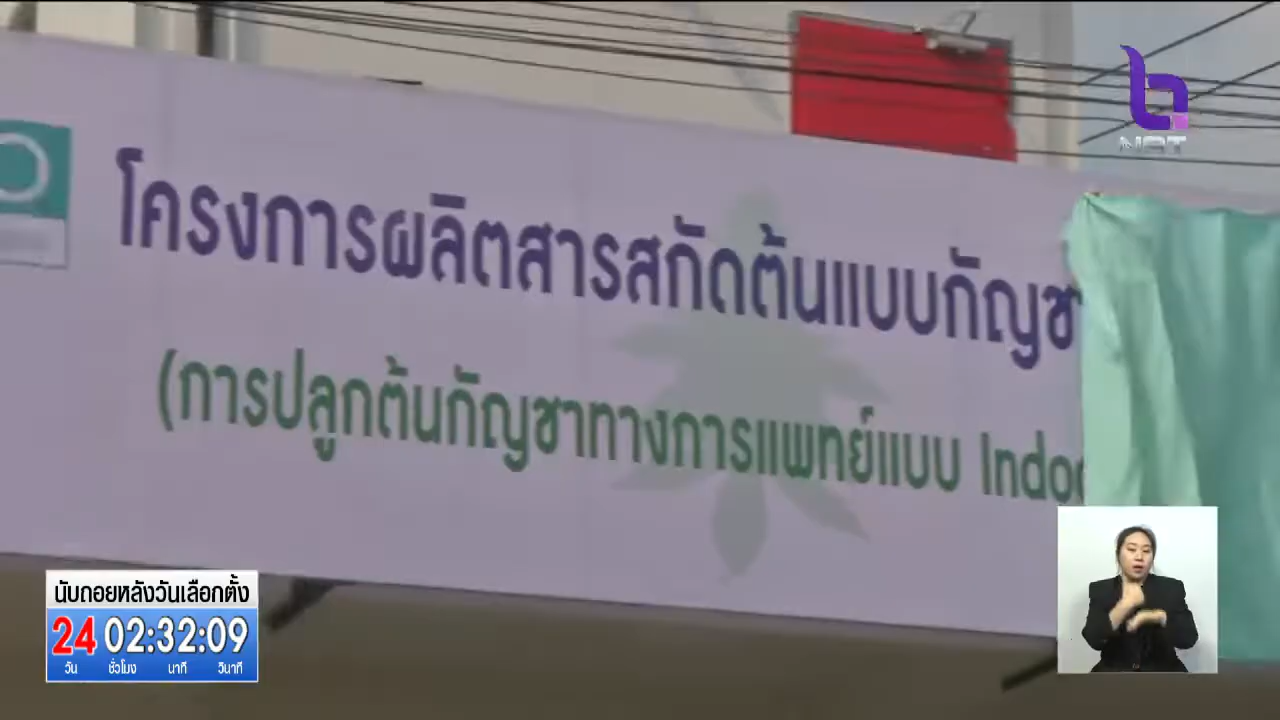 NBT
โครงการผลิตสารสกัดต้นแบบกัญชา
(การปลูกต้นกัญชาทางการแพทย์แบบ Indoo
นับถอยหลังวันเลือกตั้ง
24 02:32:09
วัน ชั่วโมง นาที วินาที